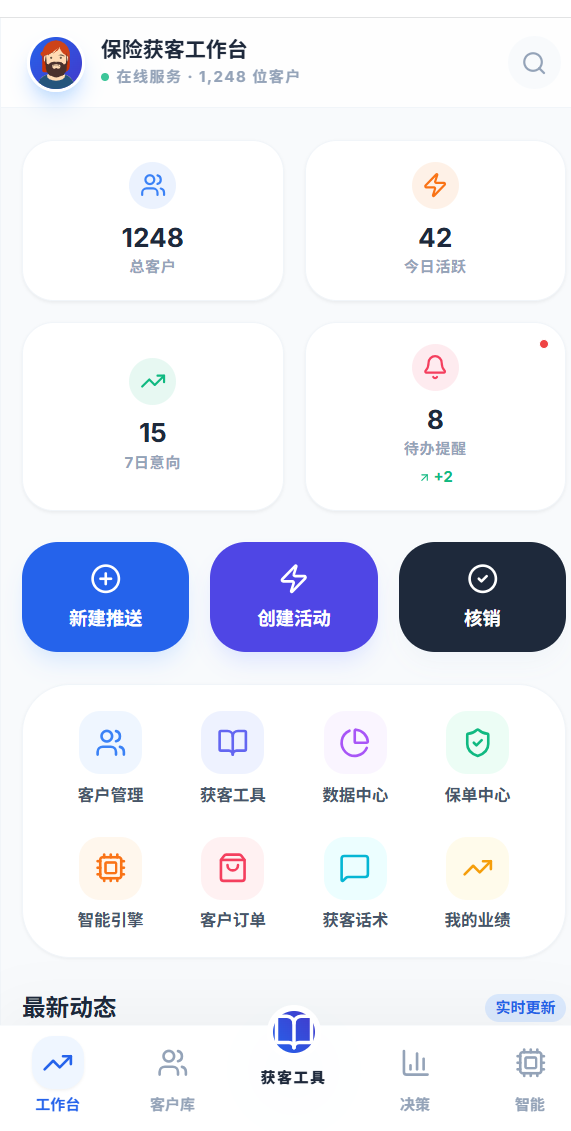 保险获客工作台
在线服务 · 1,248 位客户
1248
总客户
42
今日活跃
15
7日意向
8
待办提醒
+2
新建推送
创建活动
核销
客户管理
获客工具
数据中心
保单中心
智能引擎
客户订单
获客话术
我的业绩
最新动态
实时更新
工作台
客户库
获客工具
决策
智能